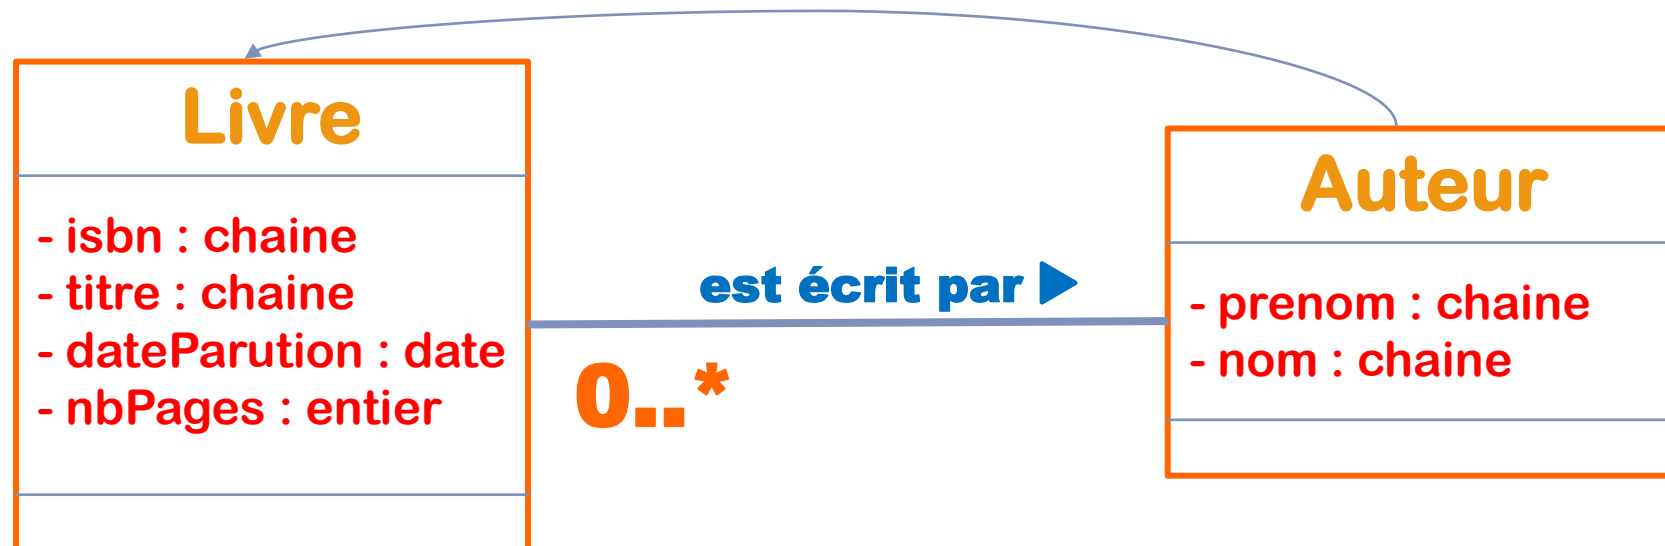 Livre
- isbn : chaine
- titre : chaine
- dateParution : date
- nbPages : entier
est écrit par
0..*
Auteur
- prenom : chaine
- nom : chaine